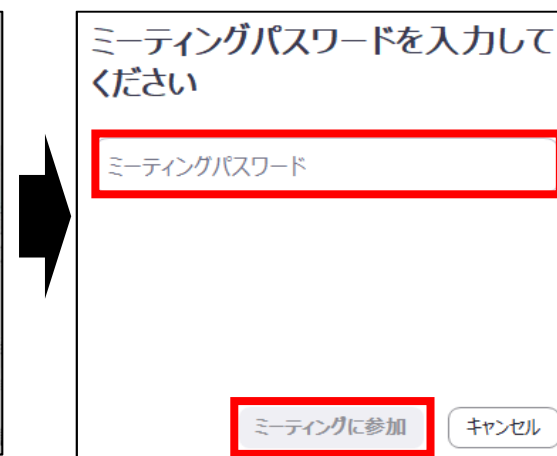 ミーティングパスワードを入力して
ください
ミーティングパスワード
ミーティングに参加
キャンセル